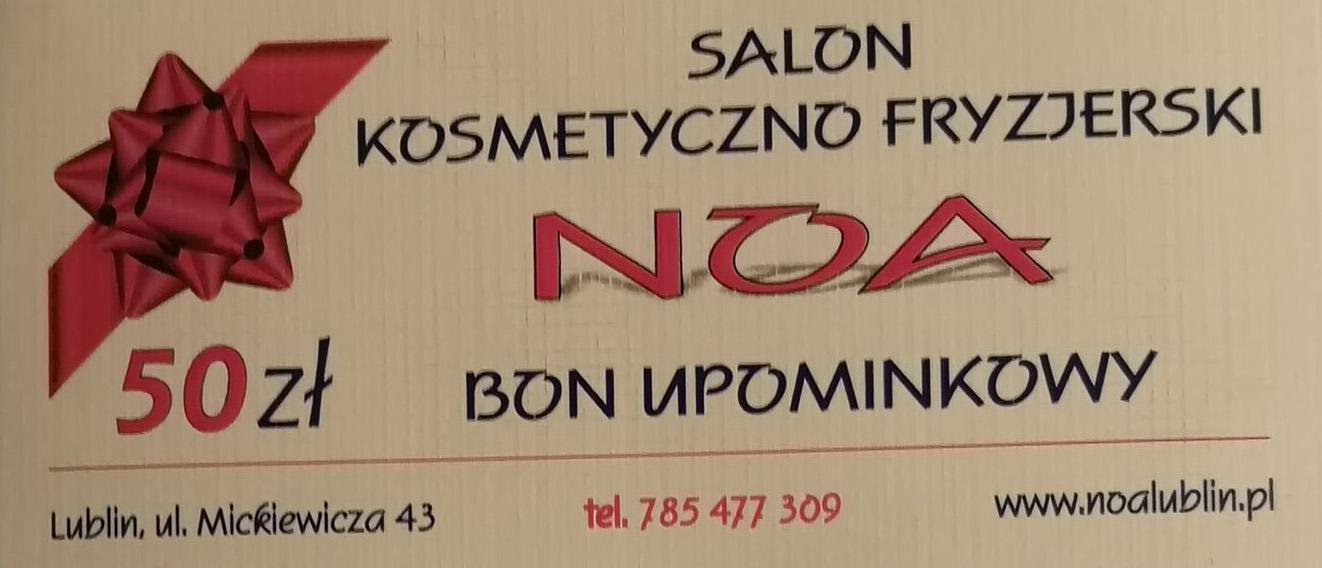 SALON
KOSMETYCZNO FRYZJERSKI
NOA
50 zł
BON UPOMINKOWY
Lublin, ul. Mickiewicza 43
tel. 785 477 309
www.noalublin.pl